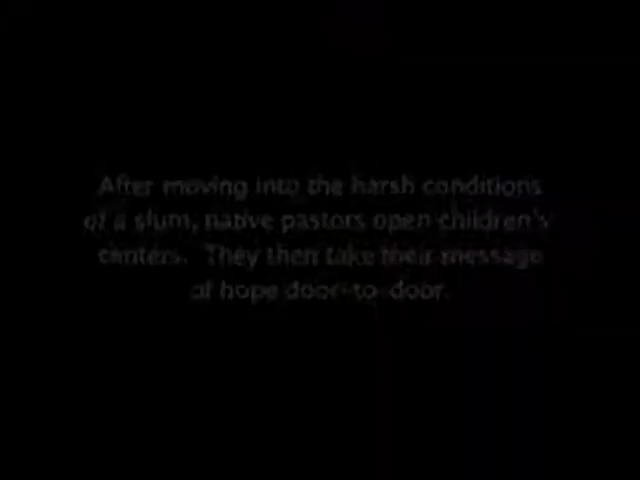 After moving into the harsh conditions
of a slum, native pastors open children's
centers. They then take their message
of hope door-to-door.